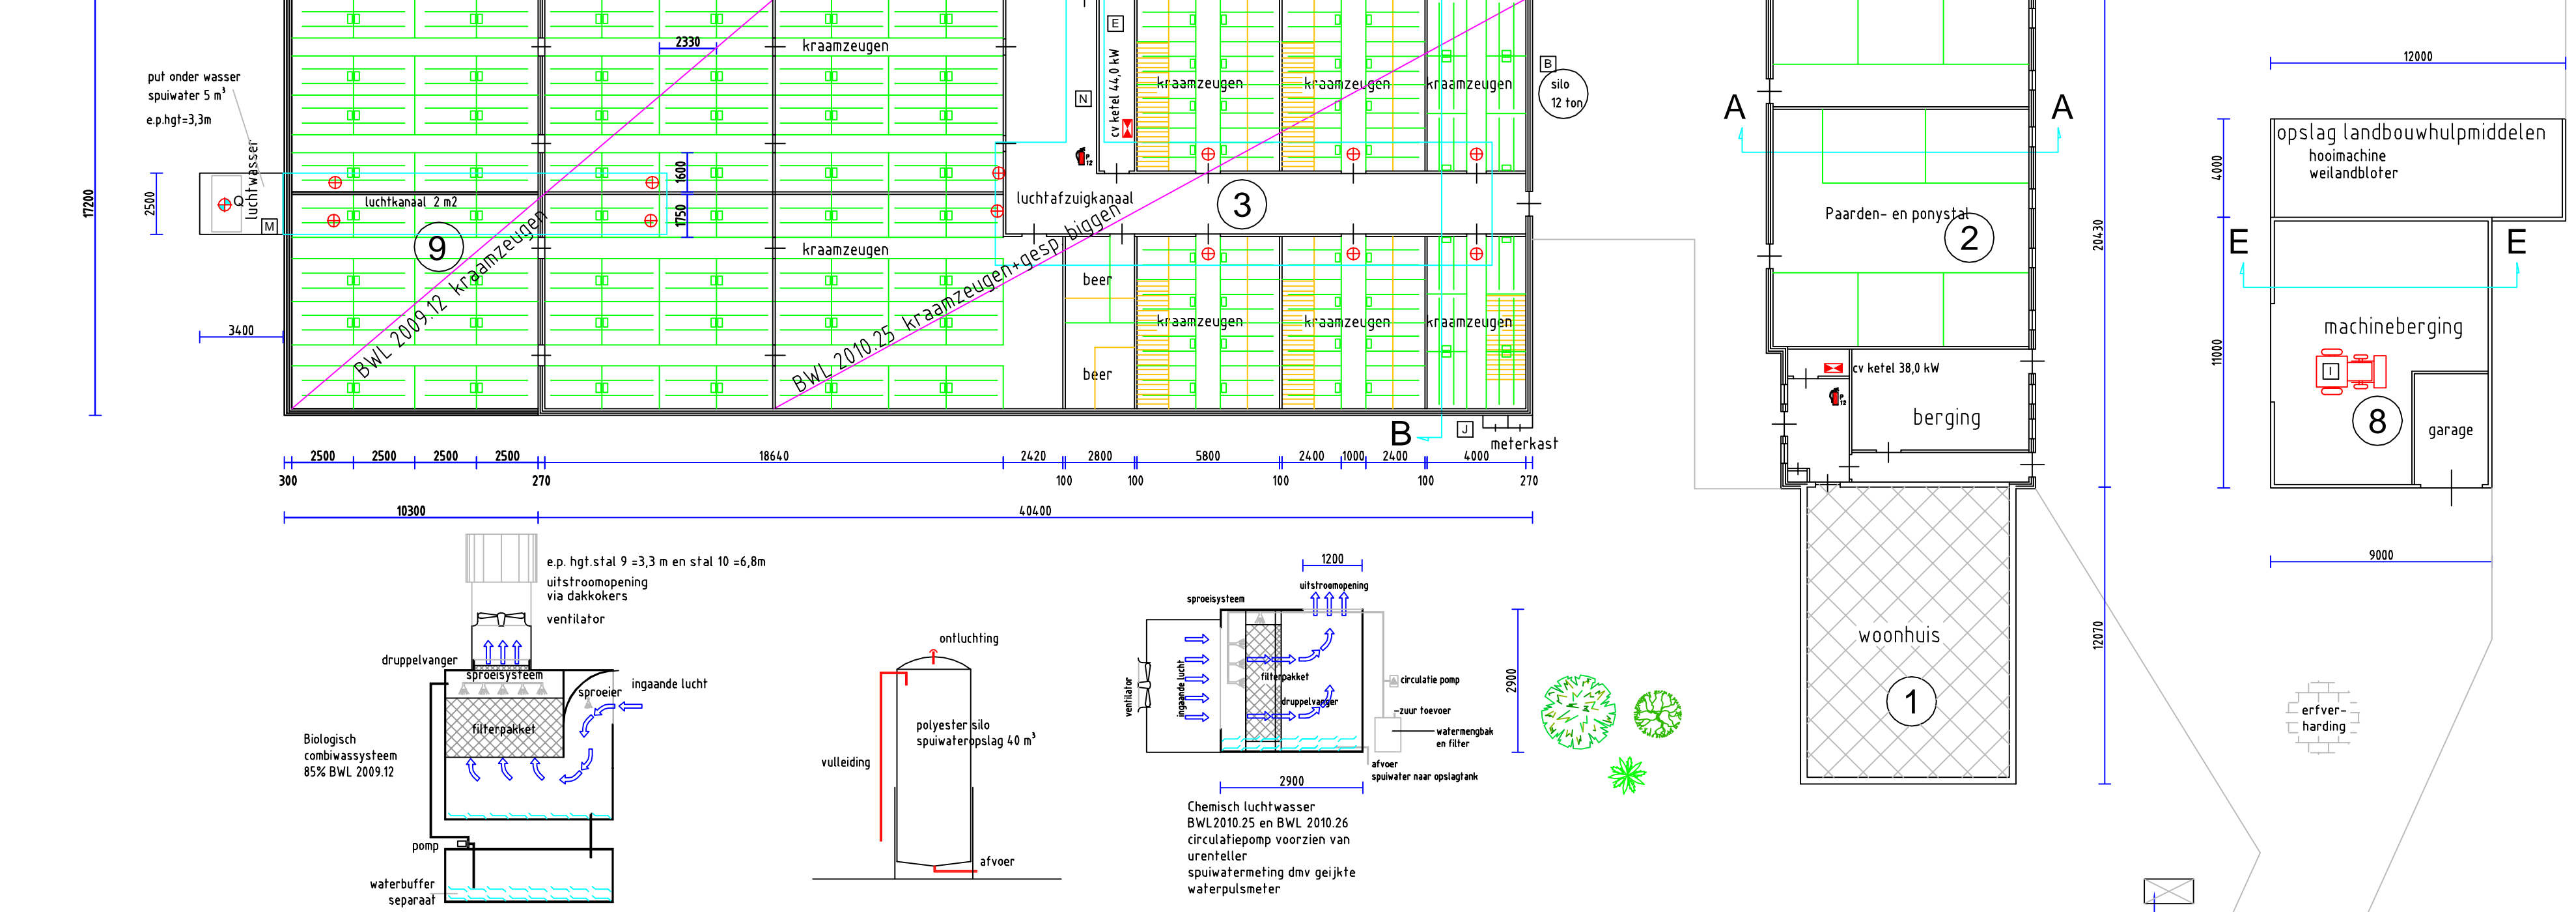 17200
put onder wasser
spuiwater 5 m³
e.p.hgt=3,3m
2500
Q
luchtwasser
M
3400
2330
kraamzeugen
1600
1750
luchtkanaal 2 m2
9
BWL 2009.12 kraamzeugen
kraamzeugen
E
N
cv ketel 44,0 kW
P
12
kraamzeugen
kraamzeugen
kraamzeugen
B
silo
12 ton
luchtafzuigkanaal
3
BWL 2010.25 kraamzeugen+gesp.biggen
beer
beer
kraamzeugen
kraamzeugen
kraamzeugen
B
J
meterkast
2500
2500
2500
2500
18640
2420
2800
5800
2400
1000
2400
4000
300
270
100
100
100
100
270
10300
40400
A
A
Paarden- en ponystal
2
20430
cv ketel 38,0 kW
P
12
berging
woonhuis
1
12070
12000
4000
opslag landbouwhulpmiddelen
hooimachine
weilandbloter
E
E
11000
machineberging
I
8
garage
9000
erfver-
harding
e.p. hgt.stal 9 =3,3 m en stal 10 =6,8m
uitstroomopening
via dakkokers
ventilator
druppelvanger
sproeisysteem
sproeier
ingaande lucht
filterpakket
Biologisch
combiwassysteem
85% BWL 2009.12
pomp
waterbuffer
separaat
ontluchting
polyester silo
spuiwateropslag 40 m³
vulleiding
afvoer
1200
uitstroomopening
sproeisysteem
ventilator
ingaande lucht
filterpakket
druppelvanger
2900
circulatie pomp
zuur toevoer
watermengbak
en filter
afvoer
spuiwater naar opslagtank
2900
Chemisch luchtwasser
BWL2010.25 en BWL 2010.26
circulatiepomp voorzien van
urenteller
spuiwatermeting dmv geijkte
waterpulsmeter